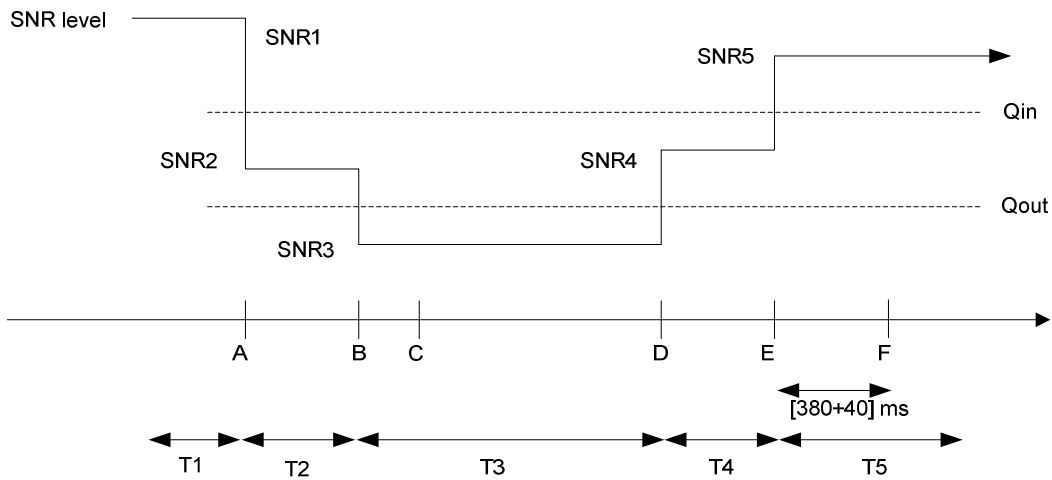 SNR level
SNR1
SNR5
Qin
SNR2
SNR4
Qout
SNR3
A B C D E F
[380+40] ms
T1 T2 T3 T4 T5